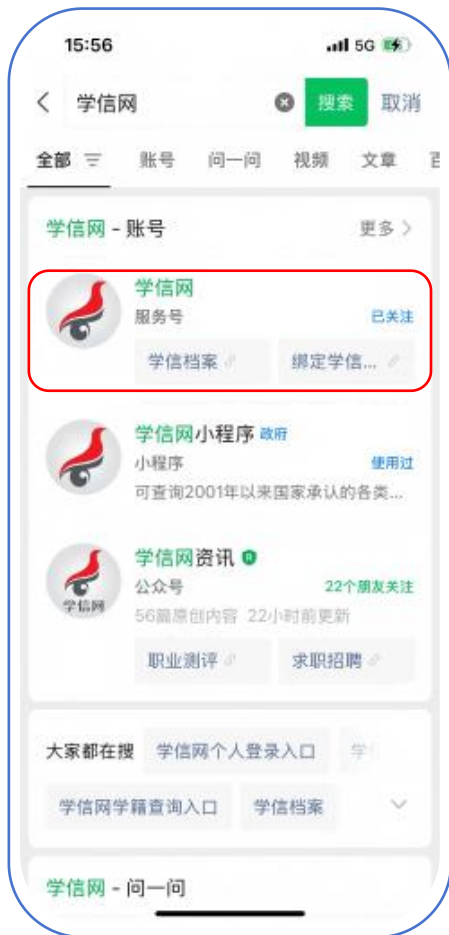 15:56 5G
学信网 搜索 取消
全部 账号 问一问 视频 文章
学信网 - 账号 更多
学信网
服务号 已关注
学信档案 绑定学信...
学信网小程序 政府
小程序 使用过
可查询2001年以来国家承认的各类...
学信网资讯
公众号 22个朋友关注
学信网
56篇原创内容 22小时前更新
职业测评 求职招聘
大家都在搜 学信网个人登录入口
学信网学籍查询入口 学信档案
学信网 - 问一问